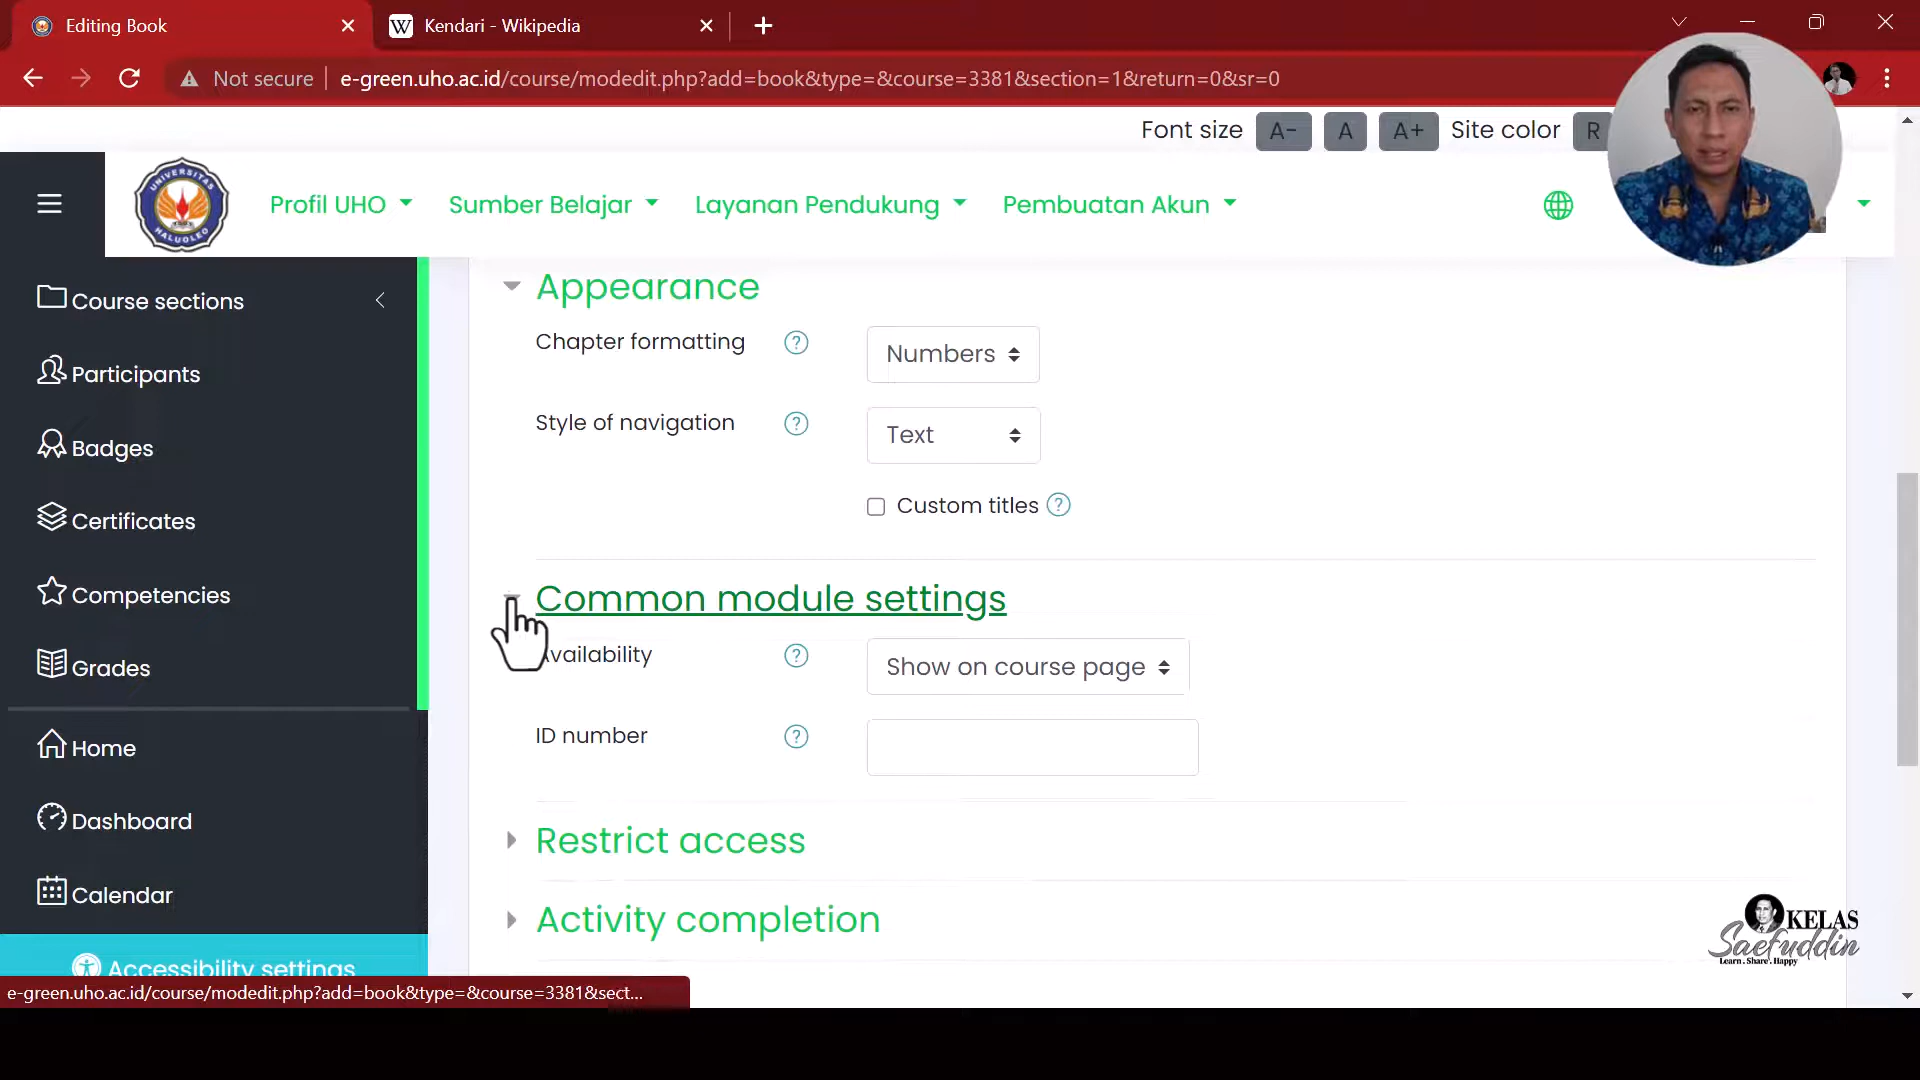 Editing Book
Kendari - Wikipedia
Not secure
e-green.uho.ac.id/course/modedit.php?add=book&type=&course=3381&section=1&return=0&sr=0
Font size A- A A+ Site color R
UNIVERSITAS
HALUOLEO
Profil UHO
Sumber Belajar
Layanan Pendukung
Pembuatan Akun
Course sections
Participants
Badges
Certificates
Competencies
Grades
Home
Dashboard
Calendar
Accessibility settings
Appearance
Chapter formatting ? Numbers
Style of navigation ? Text
Custom titles ?
Common module settings
Availability ? Show on course page
ID number ?
Restrict access
Activity completion
KELAS
Saefuddin
Learn . Share . Happy
e-green.uho.ac.id/course/modedit.php?add=book&type=&course=3381&sect...